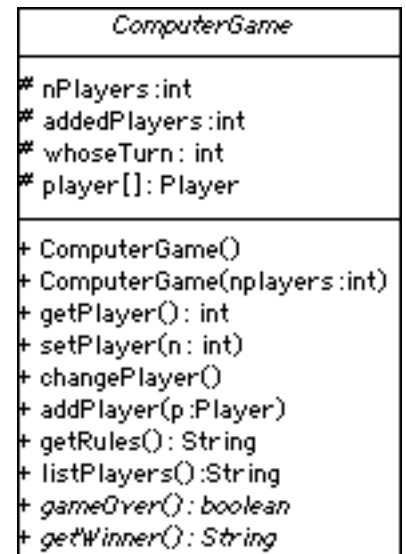 ComputerGame
# nPlayers:int
# addedPlayers:int
# whoseTurn: int
# player[]: Player
+ ComputerGame()
+ ComputerGame(nplayers:int)
+ getPlayer(): int
+ setPlayer(n: int)
+ changePlayer()
+ addPlayer(p:Player)
+ getRules(): String
+ listPlayers():String
+ gameOver(): boolean
+ getWinner(): String